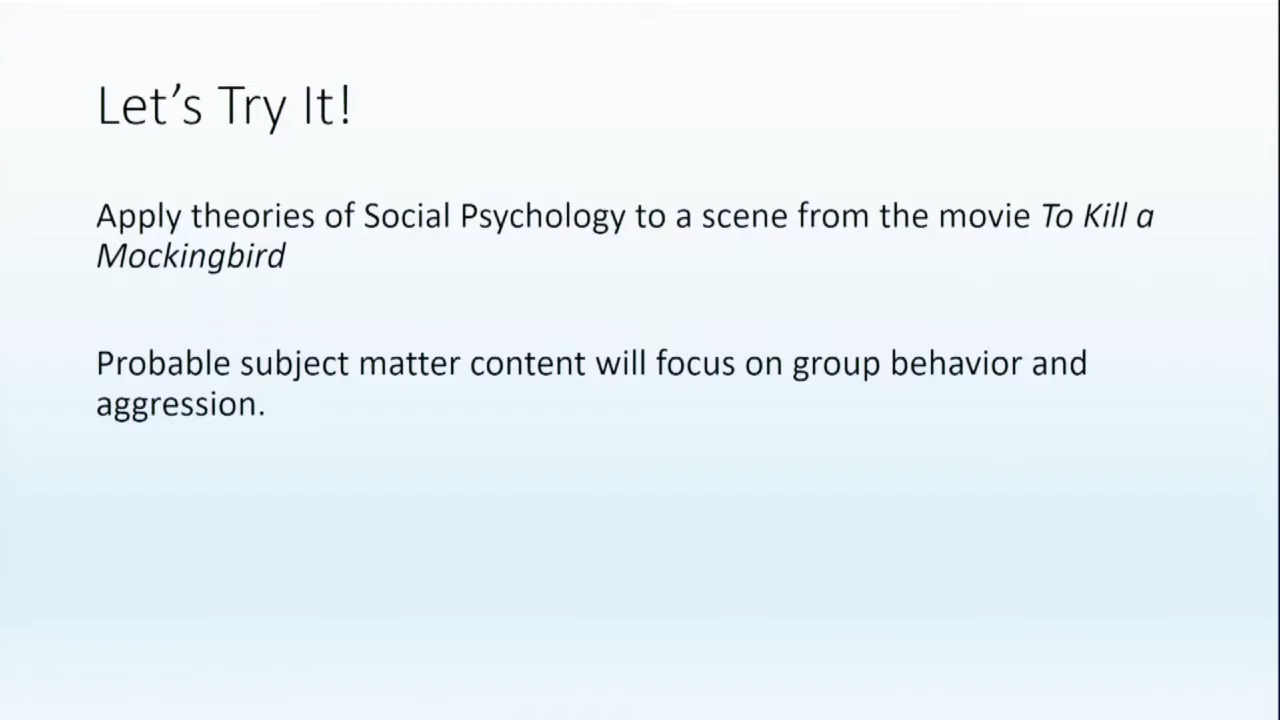 Let’s Try It!
Apply theories of Social Psychology to a scene from the movie To Kill a
Mockingbird
Probable subject matter content will focus on group behavior and
aggression.